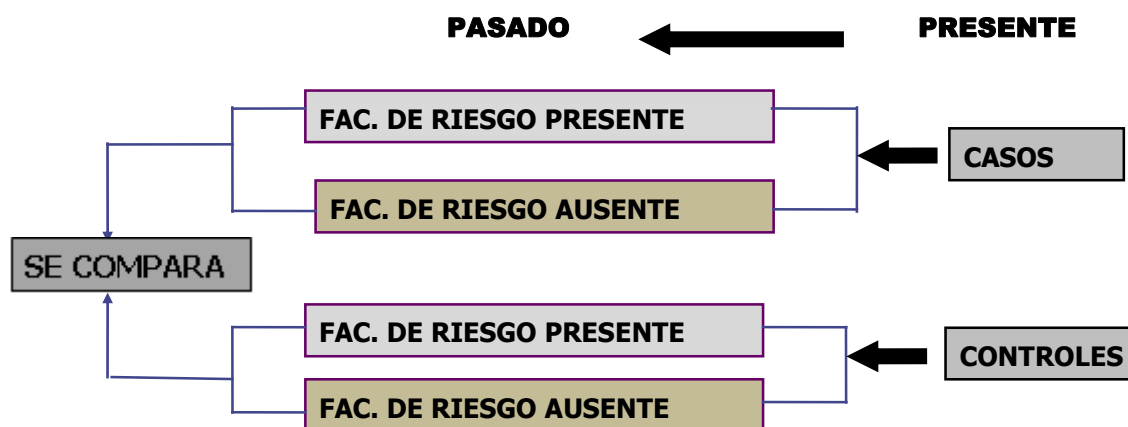 PASADO
PRESENTE
FAC. DE RIESGO PRESENTE
CASOS
FAC. DE RIESGO AUSENTE
SE COMPARA
FAC. DE RIESGO PRESENTE
CONTROLES
FAC. DE RIESGO AUSENTE